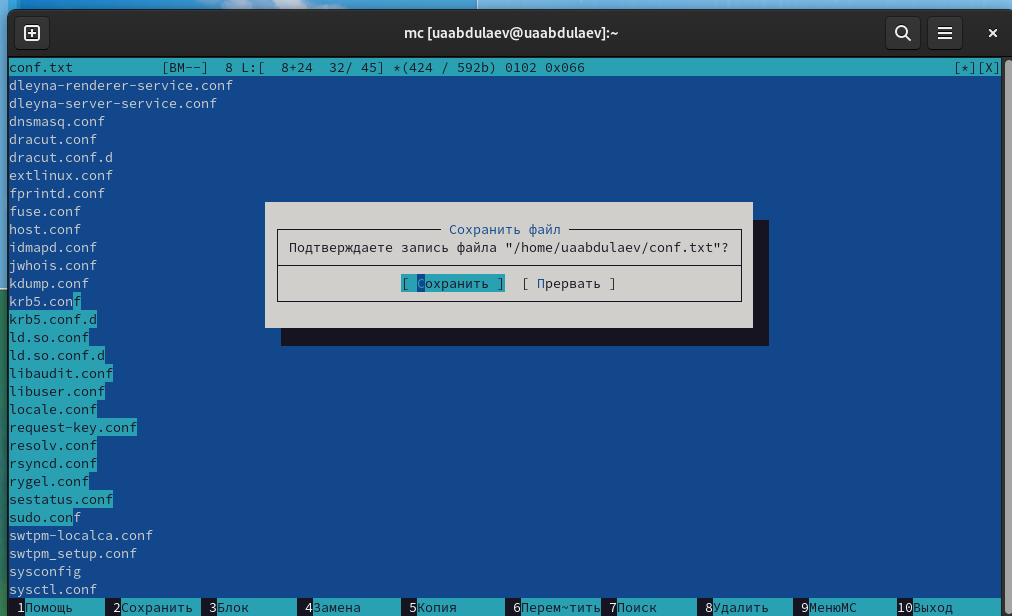 mc [uaabdulaev@uaabdulaev]:~
conf.txt [BM--] 8 L:[ 8+24 32/ 45] *(424 / 592b) 0102 0x066 [*][X]
dleyna-renderer-service.conf
dleyna-server-service.conf
dnsmasq.conf
dracut.conf
dracut.conf.d
extlinux.conf
fprintd.conf
fuse.conf
host.conf
idmapd.conf
jwhois.conf
kdump.conf
krb5.conf
krb5.conf.d
ld.so.conf
ld.so.conf.d
libaudit.conf
libuser.conf
locale.conf
request-key.conf
resolv.conf
rsyncd.conf
rygel.conf
sestatus.conf
sudo.conf
swtpm-localca.conf
swtpm_setup.conf
sysconfig
sysctl.conf
Сохранить файл
Подтверждаете запись файла "/home/uaabdulaev/conf.txt"?
[ Сохранить ] [ Прервать ]
1Помощь 2Сохранить 3Блок 4Замена 5Копия 6Перем~тить 7Поиск 8Удалить 9МенюMC 10Выход